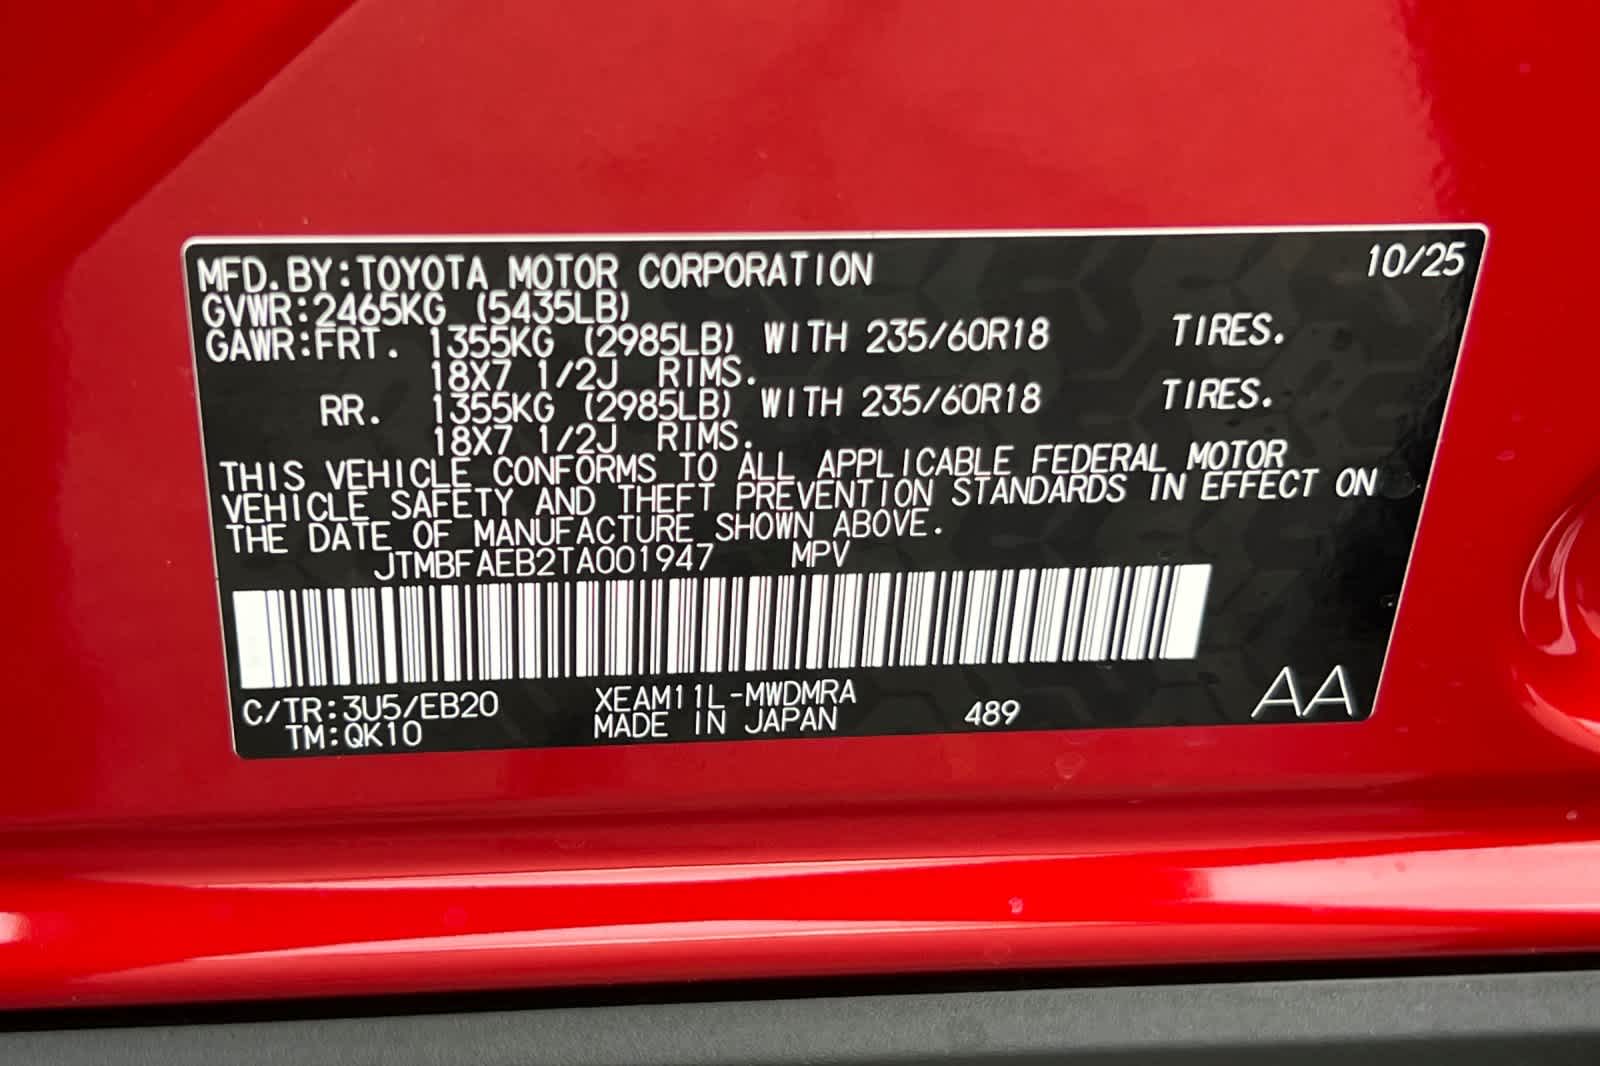 MFD.BY:TOYOTA MOTOR CORPORATION 10/25
GVWR:2465KG (5435LB)
GAWR:FRT. 1355KG (2985LB) WITH 235/60R18 TIRES.
18X7 1/2J RIMS.
RR. 1355KG (2985LB) WITH 235/60R18 TIRES.
18X7 1/2J RIMS.
THIS VEHICLE CONFORMS TO ALL APPLICABLE FEDERAL MOTOR
VEHICLE SAFETY AND THEFT PREVENTION STANDARDS IN EFFECT ON
THE DATE OF MANUFACTURE SHOWN ABOVE.
JTMBFAEB2TA001947 MPV
C/TR:3U5/EB20 XEAM11L-MWDMRA
TM:QK10 MADE IN JAPAN 489 AA